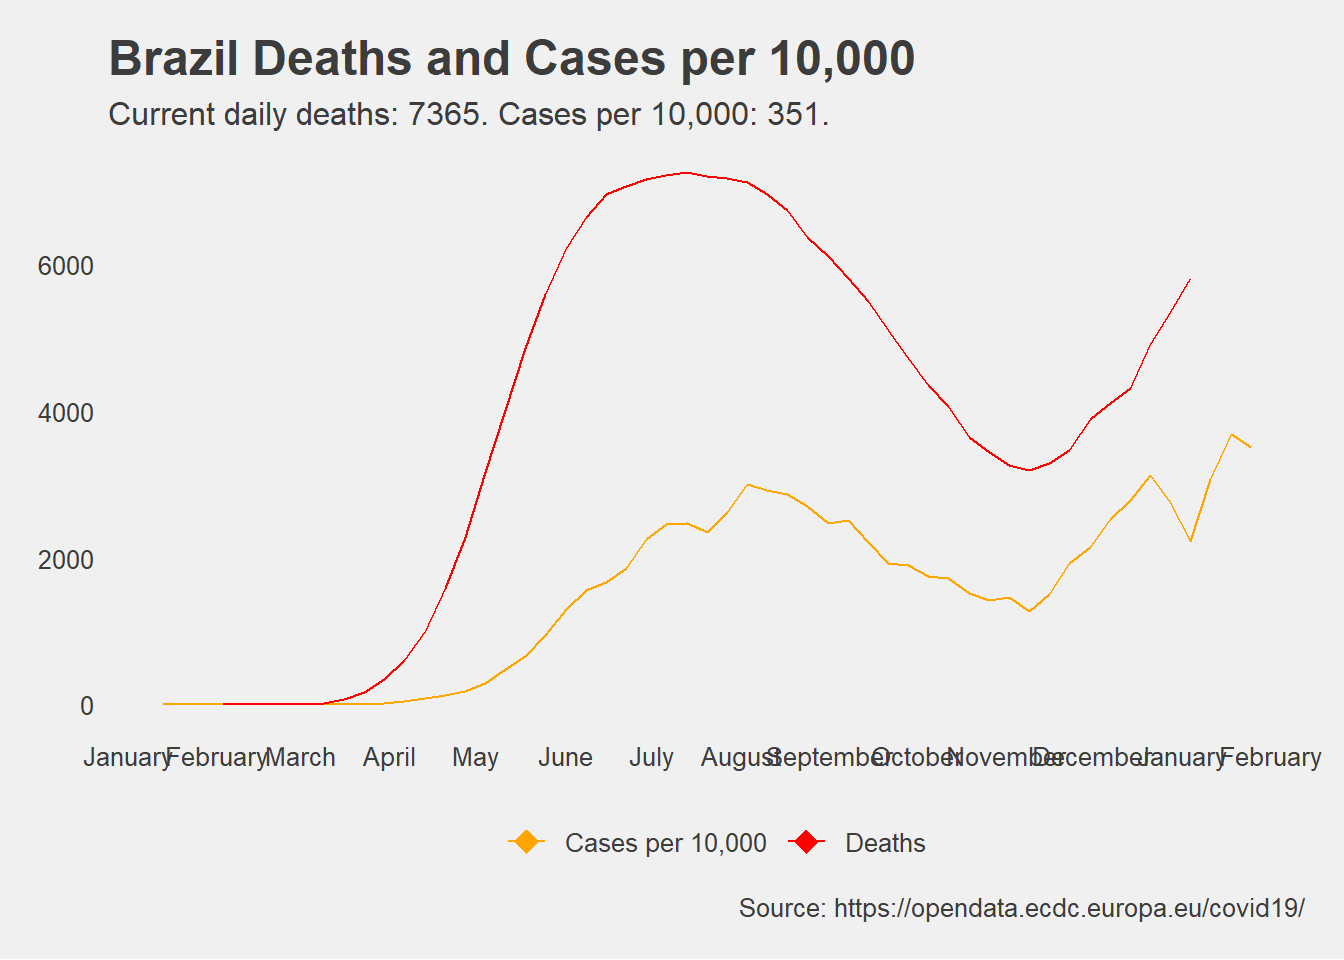 Brazil Deaths and Cases per 10,000
Current daily deaths: 7365. Cases per 10,000: 351.
6000
4000
2000
0
January February March April May June July August September October November December January February
Cases per 10,000 Deaths
Source: https://opendata.ecdc.europa.eu/covid19/